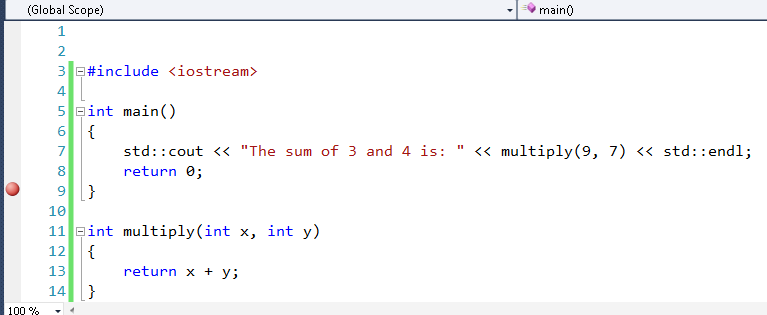 (Global Scope) main()
1
2
3 #include <iostream>
4
5 int main()
6 {
7 std::cout << "The sum of 3 and 4 is: " << multiply(9, 7) << std::endl;
8 return 0;
9 }
10
11 int multiply(int x, int y)
12 {
13 return x + y;
14 }
100 %